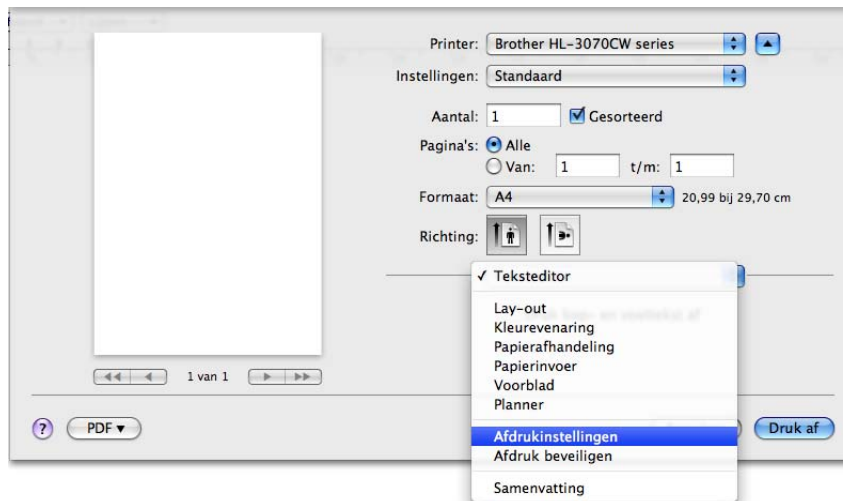 Printer: Brother HL-3070CW series
Instellingen: Standaard
Aantal: 1 Gesorteerd
Pagina's: Alle
Van: 1 t/m: 1
Formaat: A4 20,99 bij 29,70 cm
Richting:
✓ Teksteditor
Lay-out
Kleurevenaring
Papierafhandeling
Papierinvoer
Voorblad
Planner
Afdrukinstellingen
Afdruk beveiligen
Samenvatting
1 van 1
? PDF ▼ Druk af